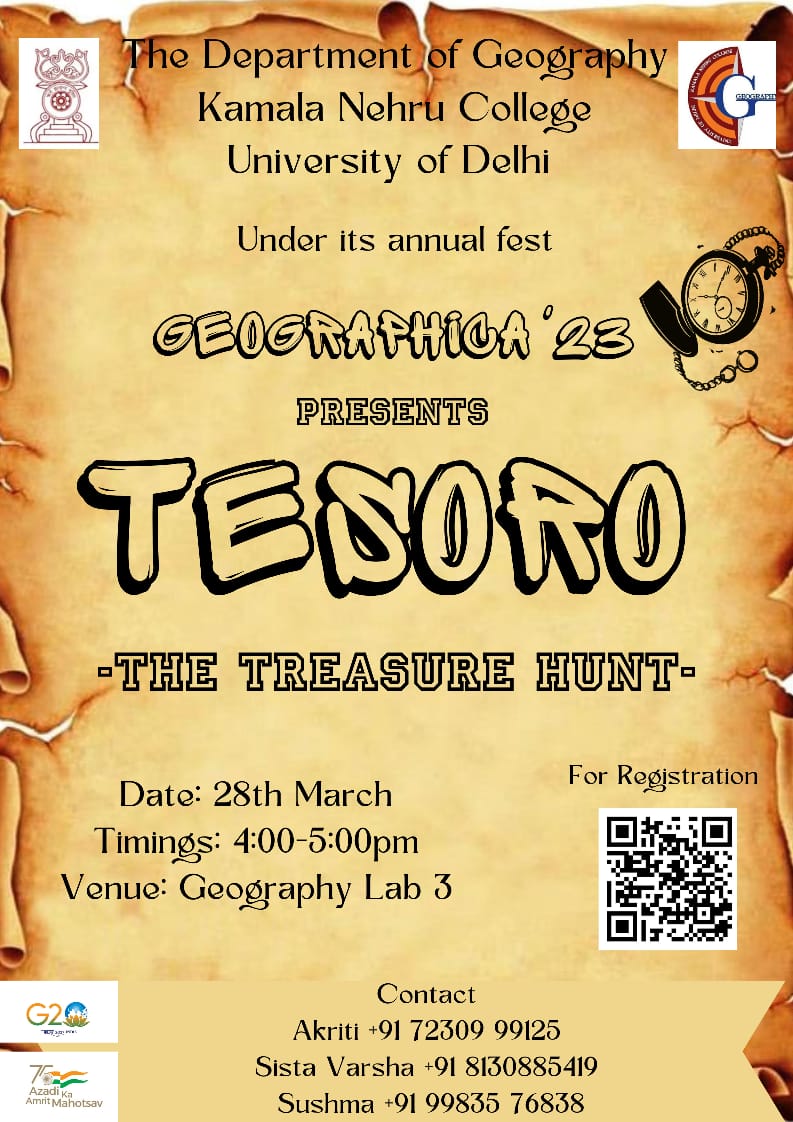 The Department of Geography
Kamala Nehru College
University of Delhi
GEOGRAPHY
Under its annual fest
GEOGRAPHICA '23
PRESENTS
TESORO
-THE TREASURE HUNT-
For Registration
Date: 28th March
Timings: 4:00-5:00pm
Venue: Geography Lab 3
G20
75
Azadi Ka
Amrit Mahotsav
Contact
Akriti +91 72309 99125
Sista Varsha +91 8130885419
Sushma +91 99835 76838